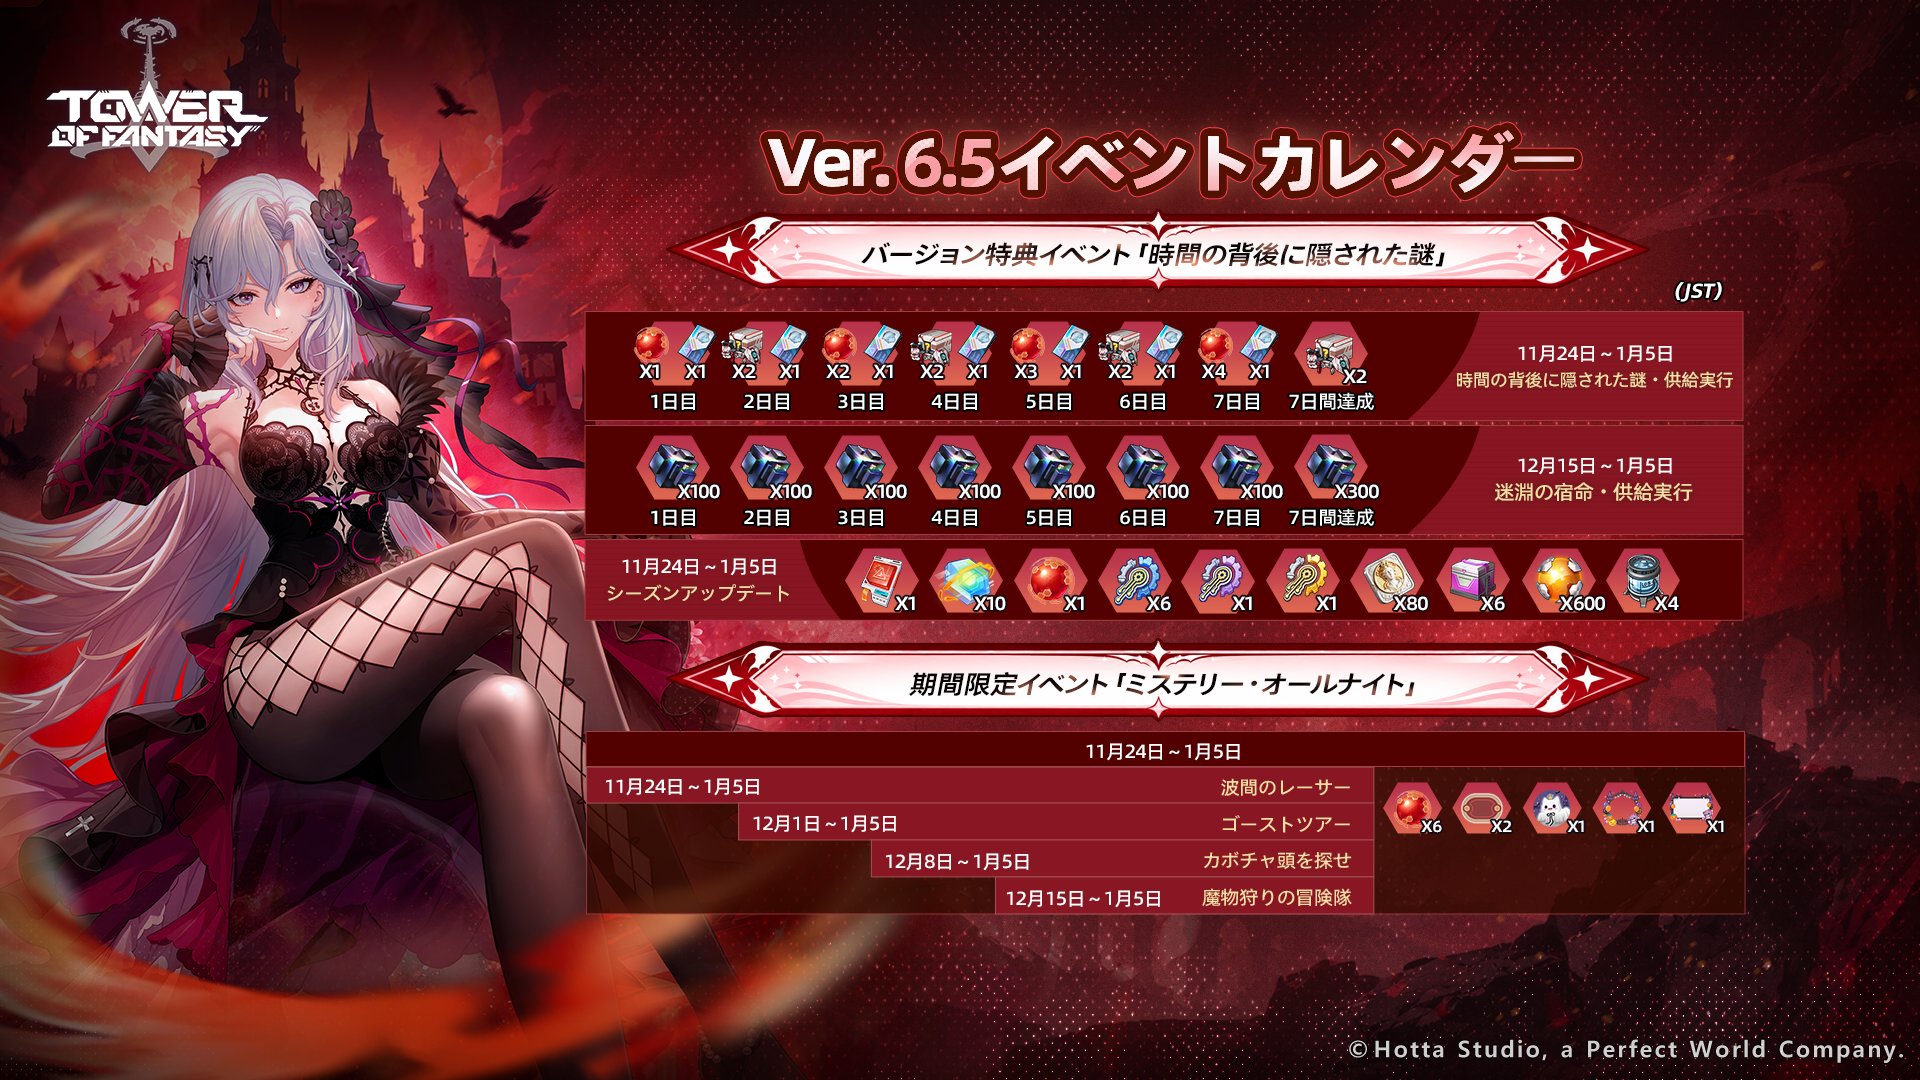 TOWER
OF FANTASY
Ver. 6.5イベントカレンダー
バージョン特典イベント「時間の背後に隠された謎」
(JST)
X1 X1 X2 X1 X2 X1 X2 X1 X3 X1 X2 X1 X4 X1 X2
1日目 2日目 3日目 4日目 5日目 6日目 7日目 7日間達成
11月24日~1月5日
時間の背後に隠された謎・供給実行
X100 X100 X100 X100 X100 X100 X100 X300
1日目 2日目 3日目 4日目 5日目 6日目 7日目 7日間達成
12月15日~1月5日
迷淵の宿命・供給実行
11月24日~1月5日
シーズンアップデート
X1 X10 X1 X6 X1 X1 X80 X6 X600 X4
期間限定イベント「ミステリー・オールナイト」
11月24日~1月5日
11月24日~1月5日 波間のレーサー
12月1日~1月5日 ゴーストツアー
12月8日~1月5日 カボチャ頭を探せ
12月15日~1月5日 魔物狩りの冒険隊
X6 X2 X1 X1 X1
©Hotta Studio, a Perfect World Company.